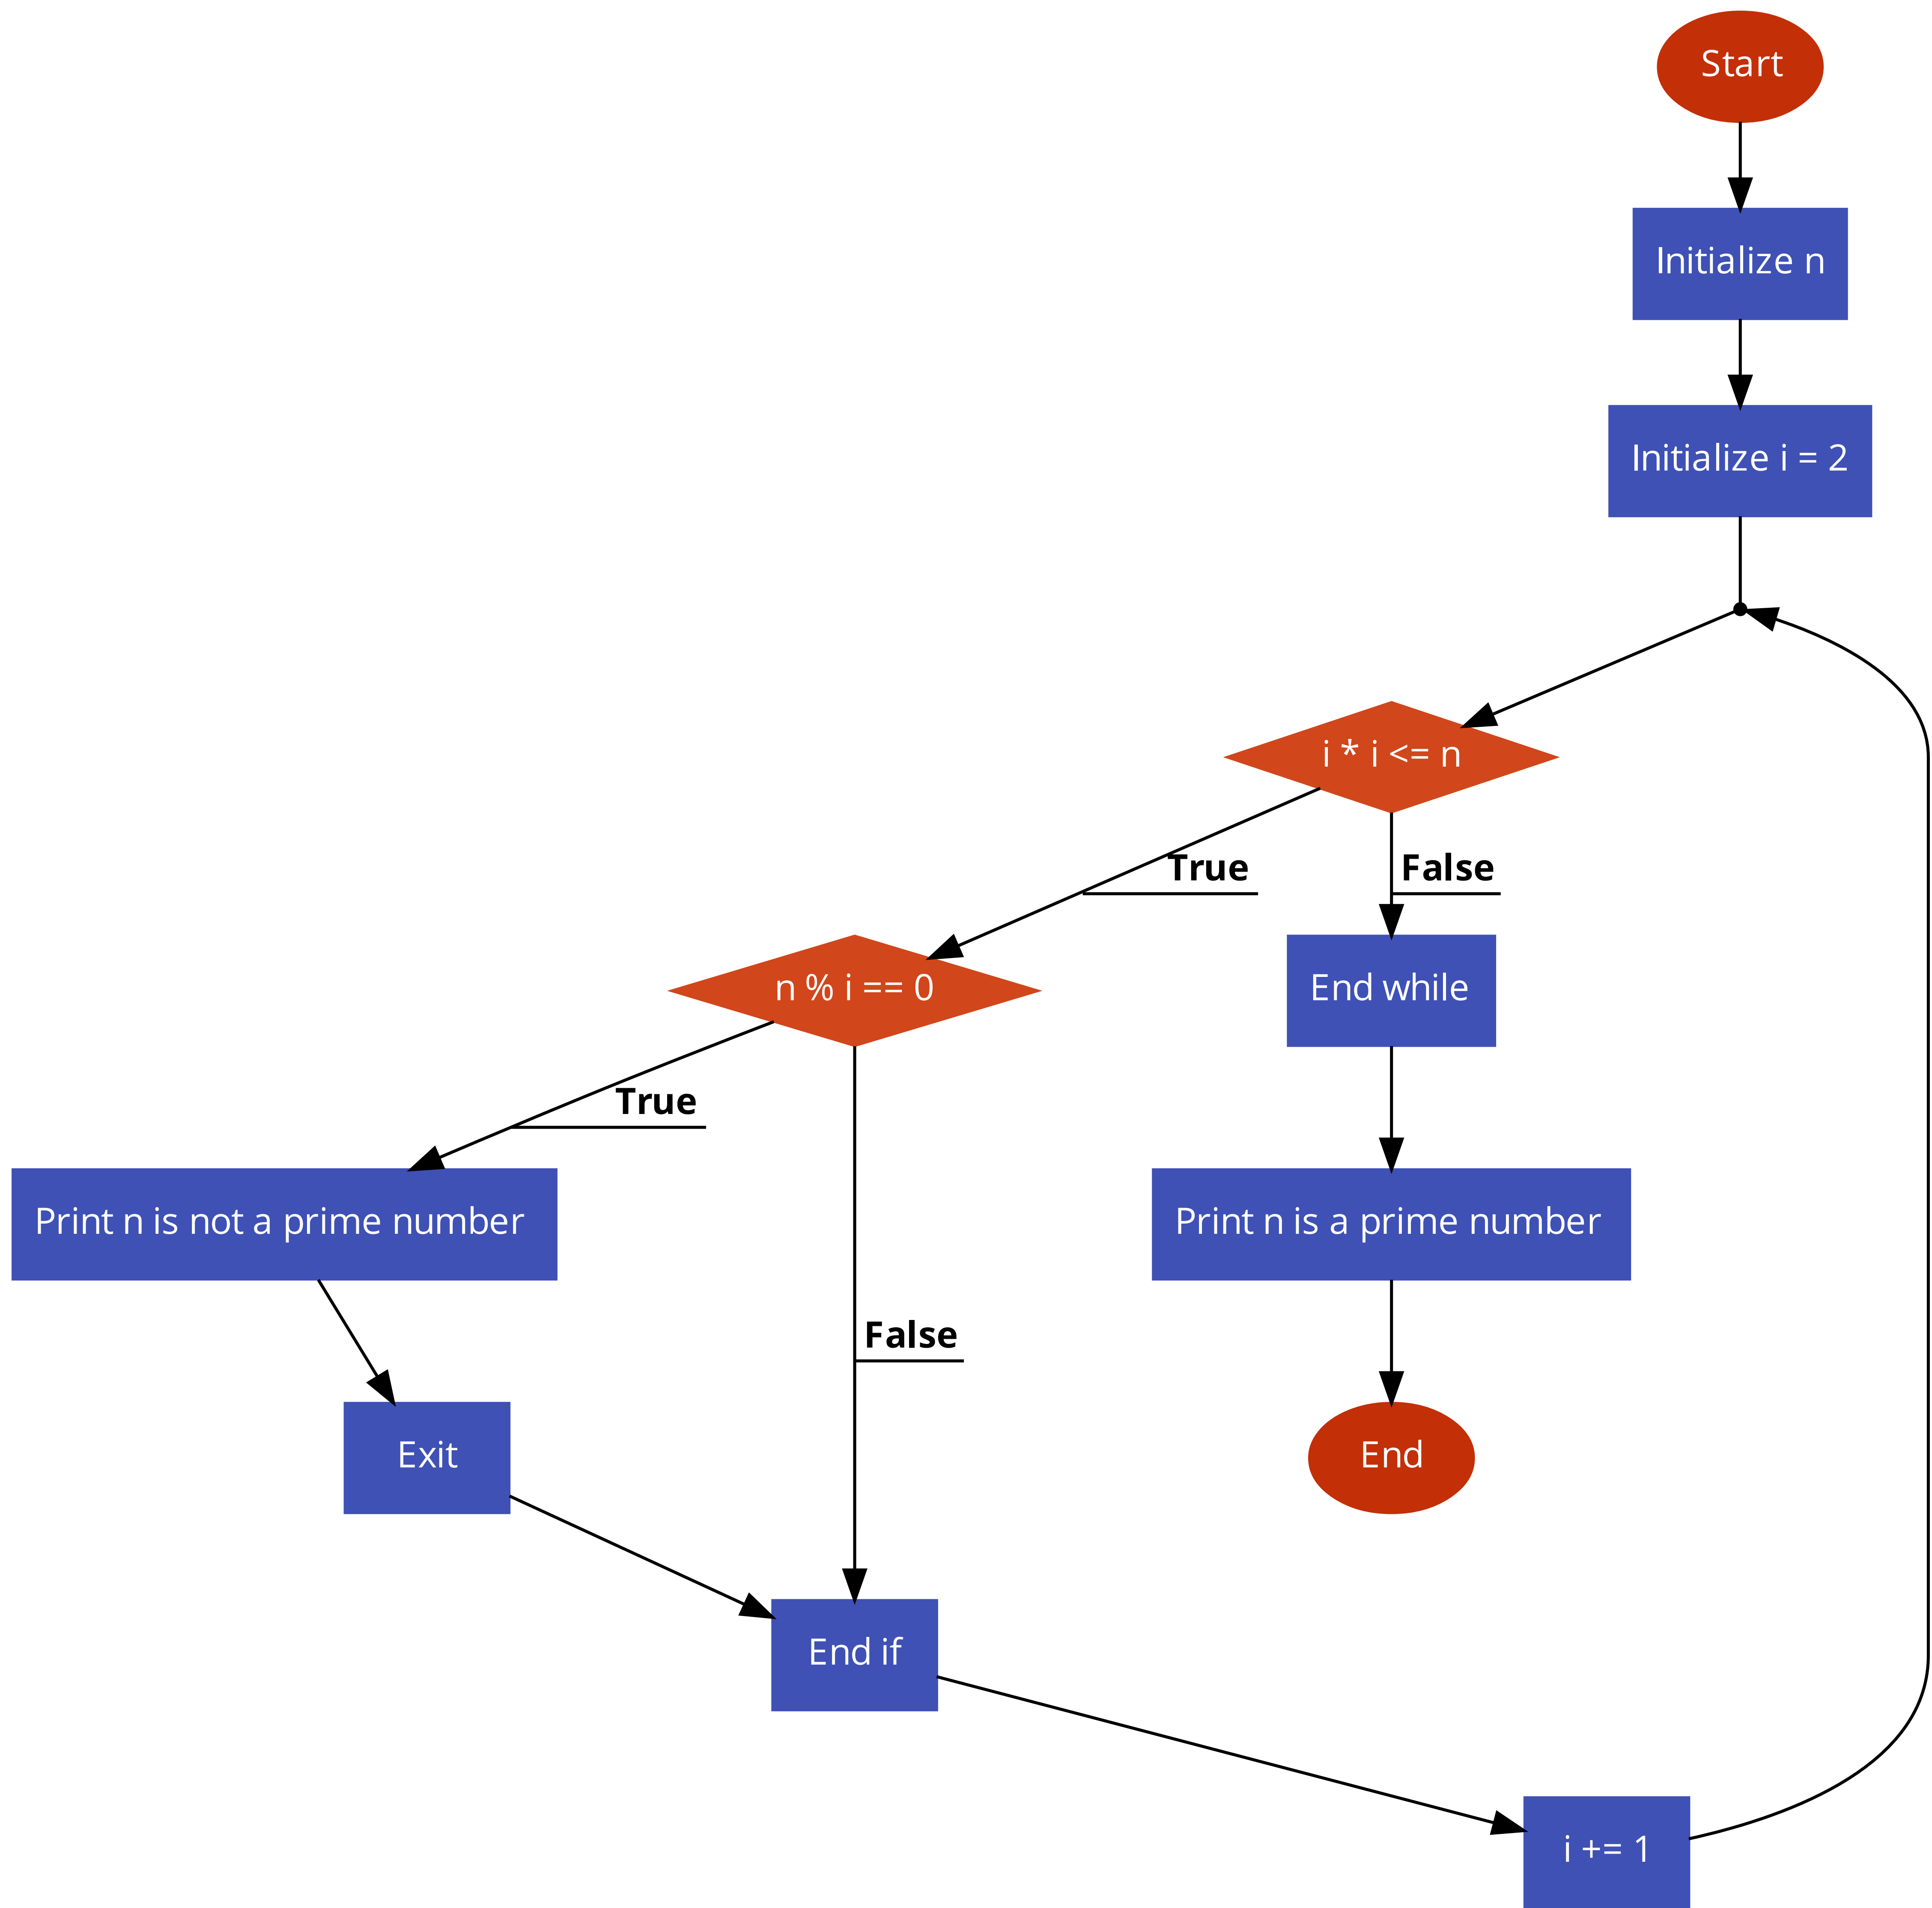 Start
Initialize n
Initialize i = 2
i * i <= n
True
False
n % i == 0
End while
True
Print n is not a prime number
Print n is a prime number
False
Exit
End
End if
i += 1